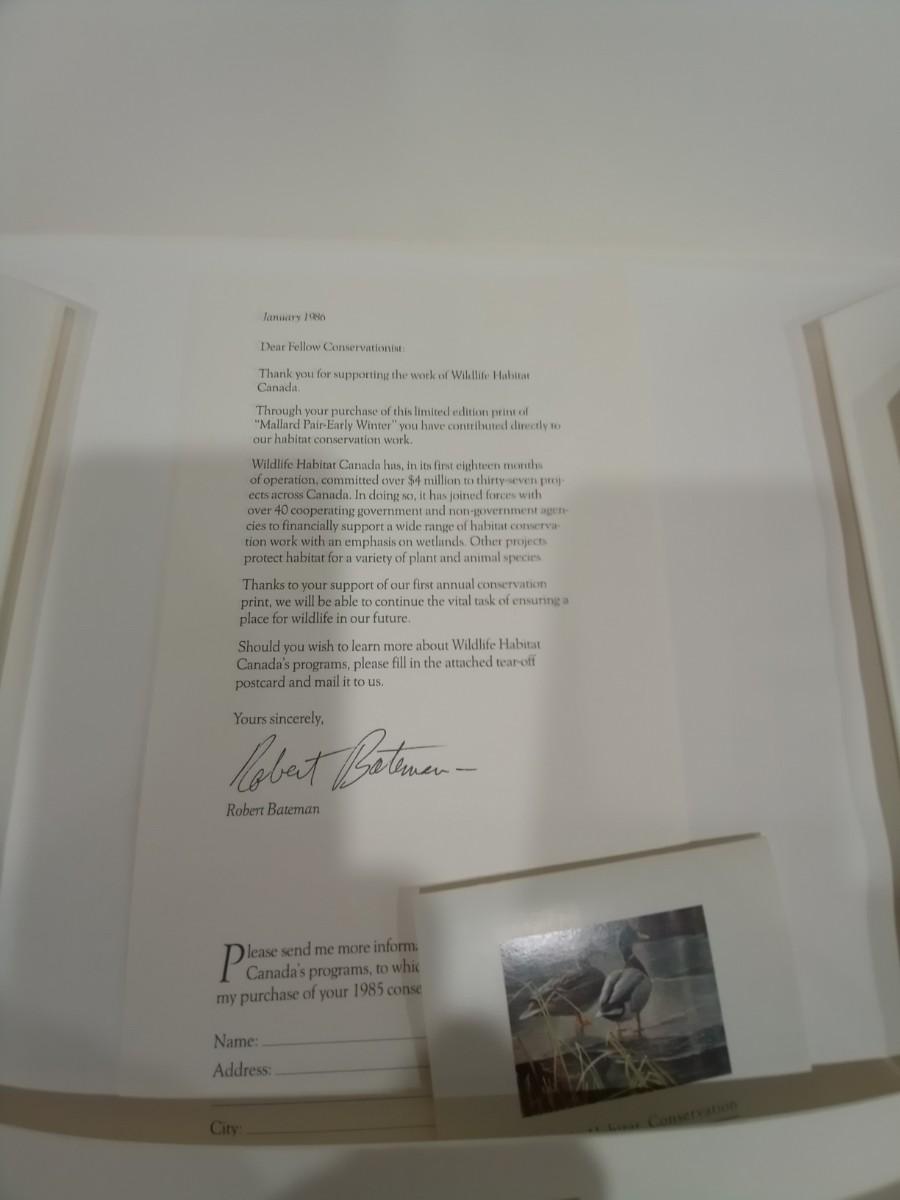 January 1986
Dear Fellow Conservationist:
Thank you for supporting the work of Wildlife Habitat
Canada.
Through your purchase of this limited edition print of
"Mallard Pair-Early Winter" you have contributed directly to
our habitat conservation work.
Wildlife Habitat Canada has, in its first eighteen months
of operation, committed over $4 million to thirty-seven proj-
ects across Canada. In doing so, it has joined forces with
over 40 cooperating government and non-government agen-
cies to financially support a wide range of habitat conserva-
tion work with an emphasis on wetlands. Other projects
protect habitat for a variety of plant and animal species.
Thanks to your support of our first annual conservation
print, we will be able to continue the vital task of ensuring a
place for wildlife in our future.
Should you wish to learn more about Wildlife Habitat
Canada's programs, please fill in the attached tear-off
postcard and mail it to us.
Yours sincerely,
Robert Bateman
Robert Bateman
Please send me more inform
Canada's programs, to whic
my purchase of your 1985 conse
Name:
Address:
City:
Habitat Conservation